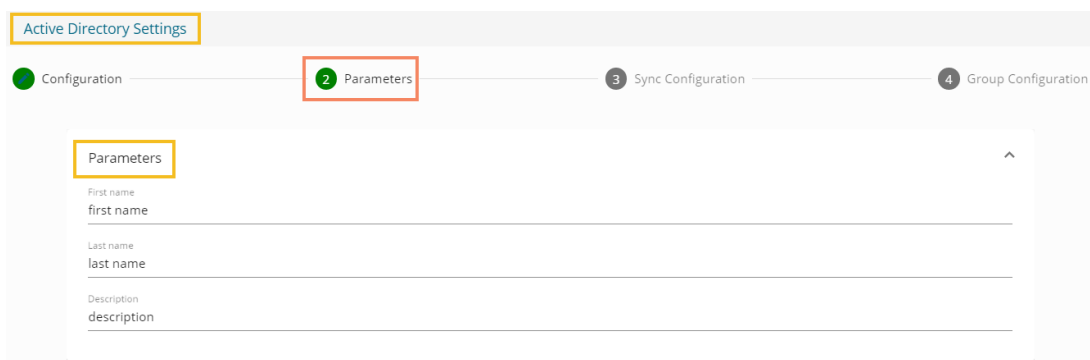 Active Directory Settings
Configuration
2 Parameters
3 Sync Configuration
4 Group Configuration
Parameters
First name
first name
Last name
last name
Description
description